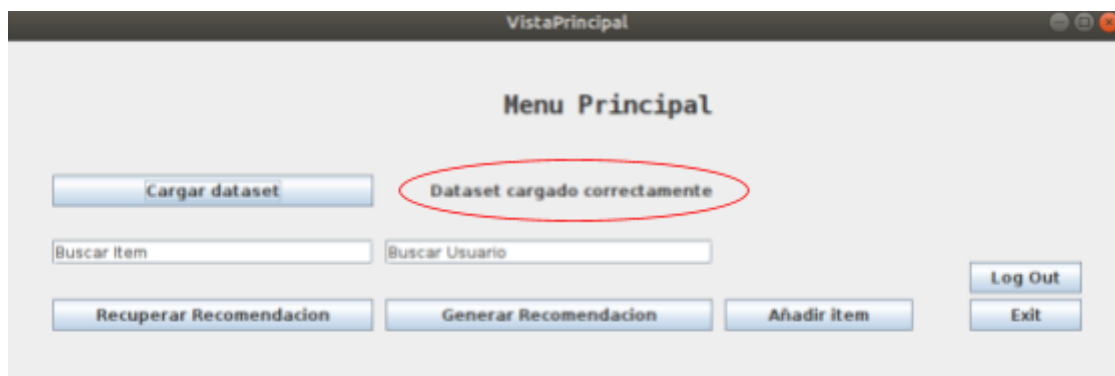 VistaPrincipal
Menu Principal
Cargar dataset
Dataset cargado correctamente
Buscar Item
Buscar Usuario
Log Out
Recuperar Recomendacion
Generar Recomendacion
Añadir item
Exit